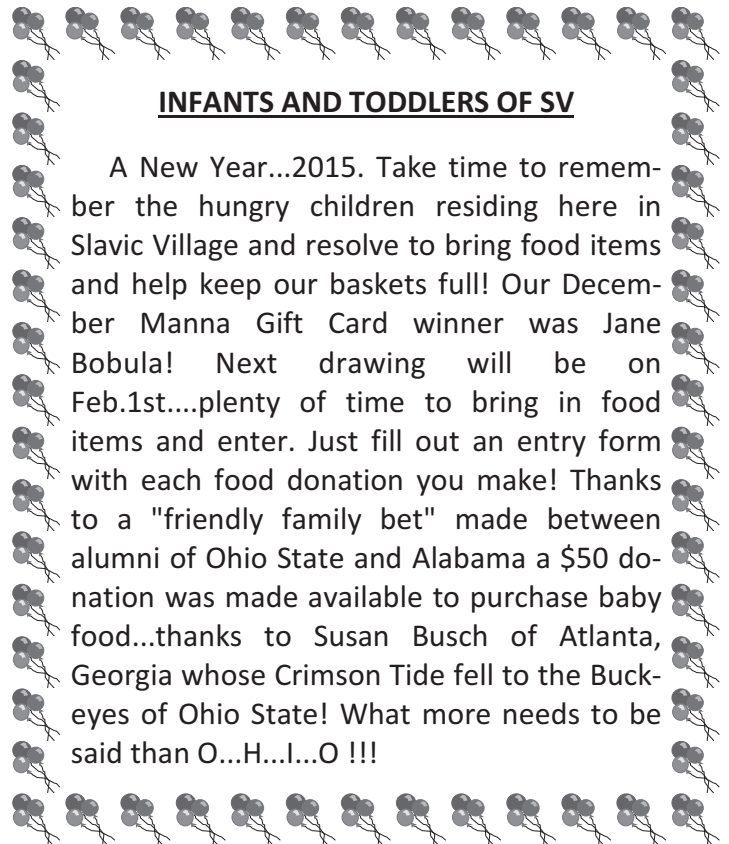 INFANTS AND TODDLERS OF SV
A New Year...2015. Take time to remem-
ber the hungry children residing here in
Slavic Village and resolve to bring food items
and help keep our baskets full! Our Decem-
ber Manna Gift Card winner was Jane
Bobula! Next drawing will be on
Feb.1st....plenty of time to bring in food
items and enter. Just fill out an entry form
with each food donation you make! Thanks
to a "friendly family bet" made between
alumni of Ohio State and Alabama a $50 do-
nation was made available to purchase baby
food...thanks to Susan Busch of Atlanta,
Georgia whose Crimson Tide fell to the Buck-
eyes of Ohio State! What more needs to be
said than O...H...I...O !!!